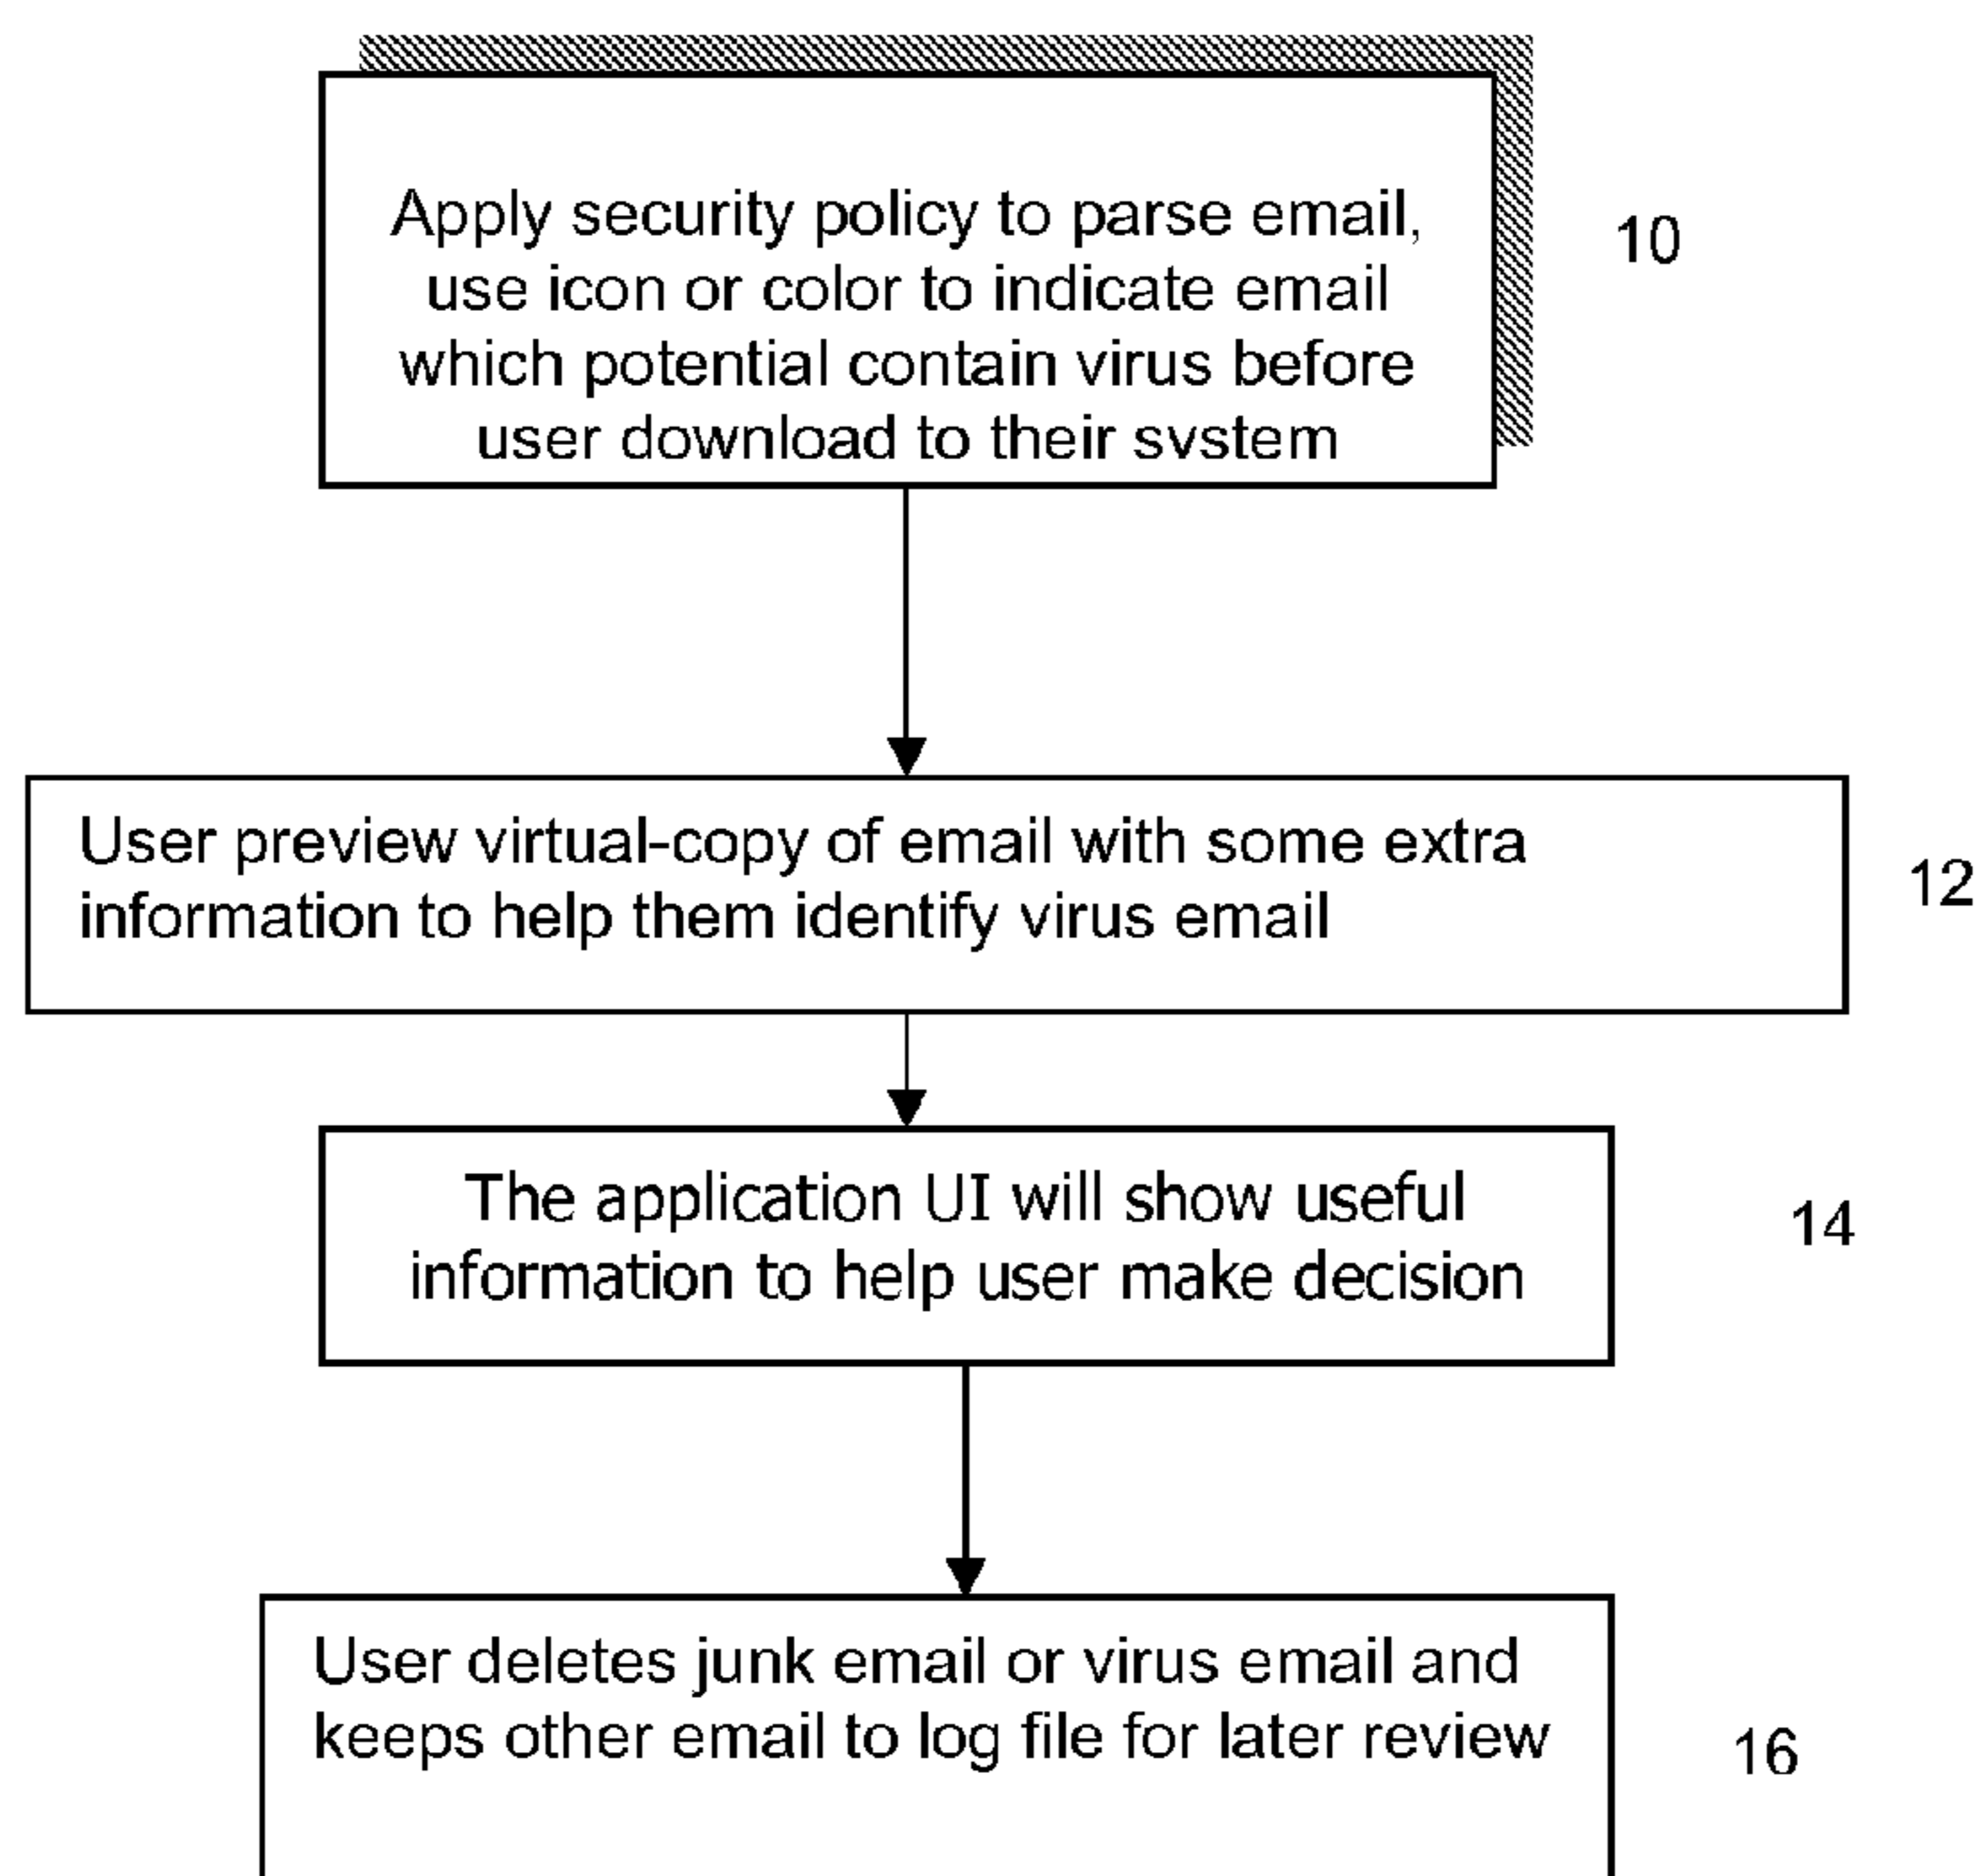 Apply security policy to parse email,
use icon or color to indicate email
which potential contain virus before
user download to their system
10
User preview virtual-copy of email with some extra
information to help them identify virus email
12
The application UI will show useful
information to help user make decision
14
User deletes junk email or virus email and
keeps other email to log file for later review
16